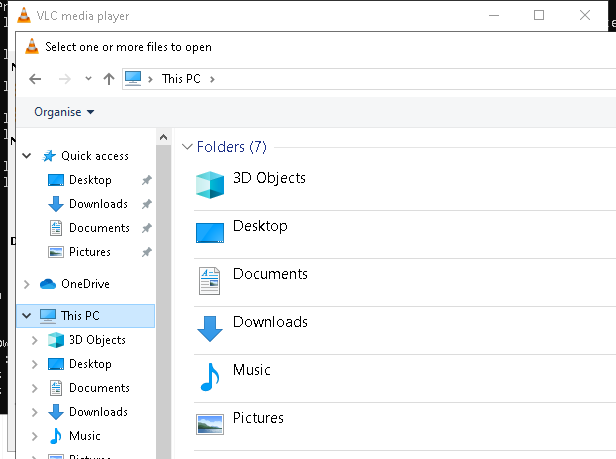 VLC media player
Select one or more files to open
This PC
Organise
Quick access
Desktop
Downloads
Documents
Pictures
OneDrive
This PC
3D Objects
Desktop
Documents
Downloads
Music
Pictures
Folders (7)
3D Objects
Desktop
Documents
Downloads
Music
Pictures